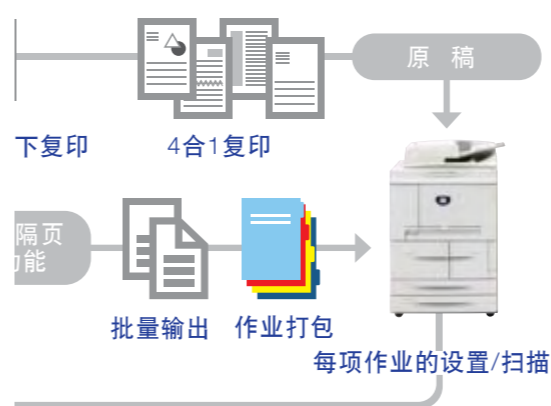 原 稿
下复印
4合1复印
隔页
能
批量输出
作业打包
每项作业的设置/扫描